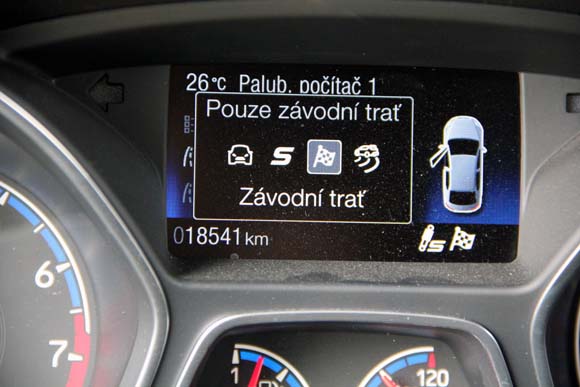 26°C Palub. počítač 1
Pouze závodní trať
S
Závodní trať
018541 km
S
6
7
1
120